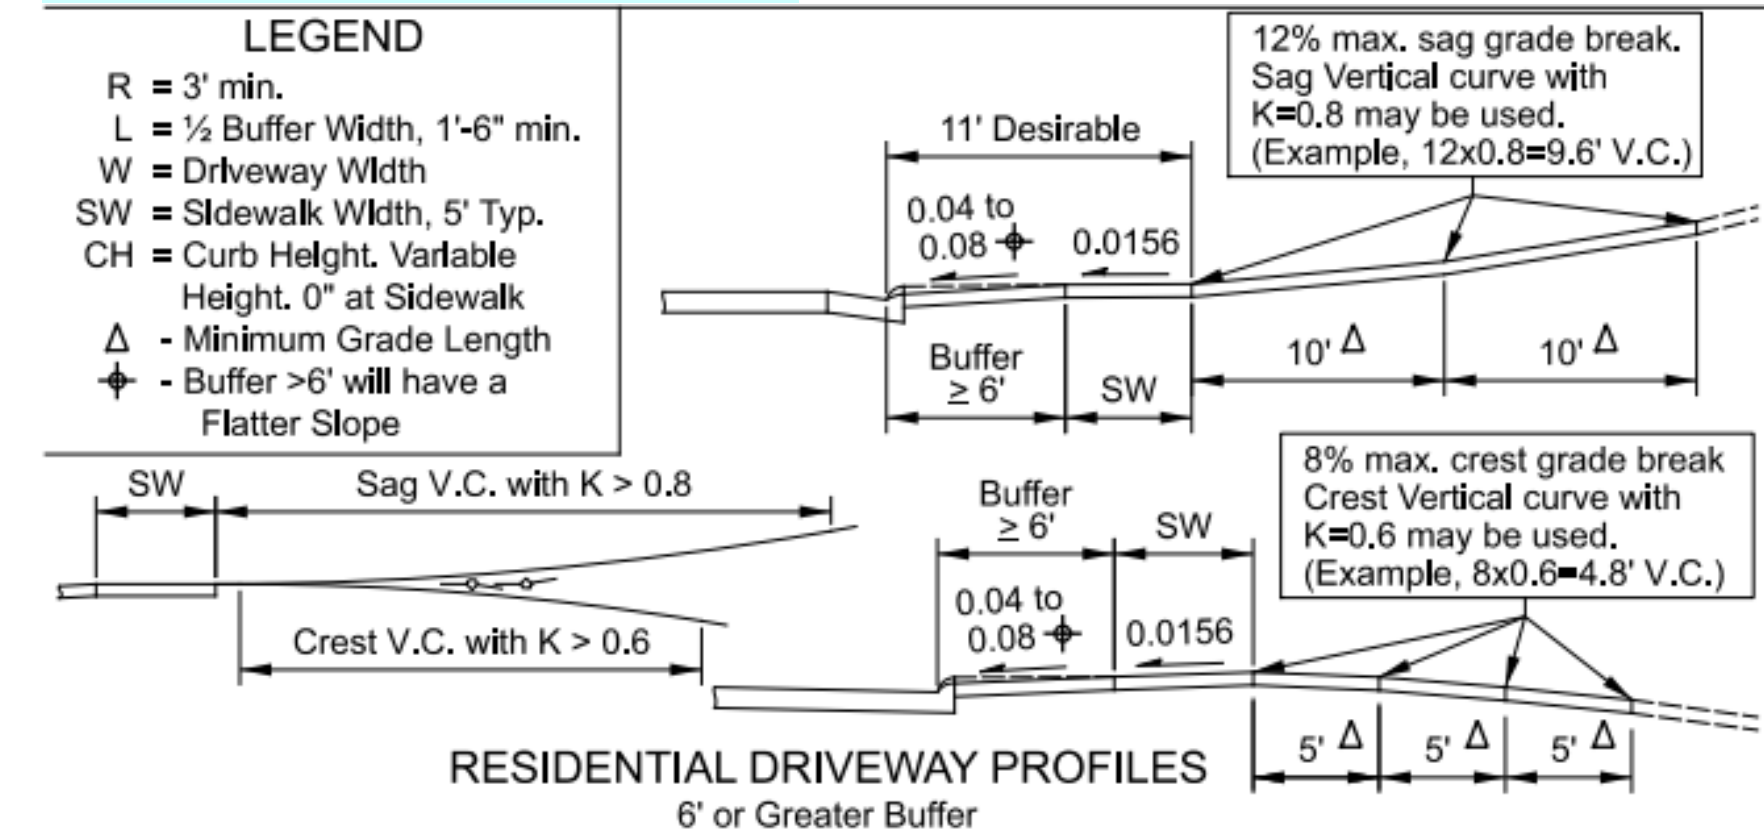 LEGEND
R = 3' min.
L = ½ Buffer Width, 1'-6" min.
W = Driveway Width
SW = Sidewalk Width, 5' Typ.
CH = Curb Height. Variable
Height. 0" at Sidewalk
Δ - Minimum Grade Length
⌖ - Buffer >6' will have a
Flatter Slope
12% max. sag grade break.
Sag Vertical curve with
K=0.8 may be used.
(Example, 12x0.8=9.6' V.C.)
11' Desirable
0.04 to
0.08 ⌖
0.0156
Buffer
≥ 6'
SW
10' Δ
10' Δ
SW
Sag V.C. with K > 0.8
Crest V.C. with K > 0.6
8% max. crest grade break
Crest Vertical curve with
K=0.6 may be used.
(Example, 8x0.6=4.8' V.C.)
Buffer
≥ 6'
SW
0.04 to
0.08 ⌖
0.0156
5' Δ
5' Δ
5' Δ
RESIDENTIAL DRIVEWAY PROFILES
6' or Greater Buffer